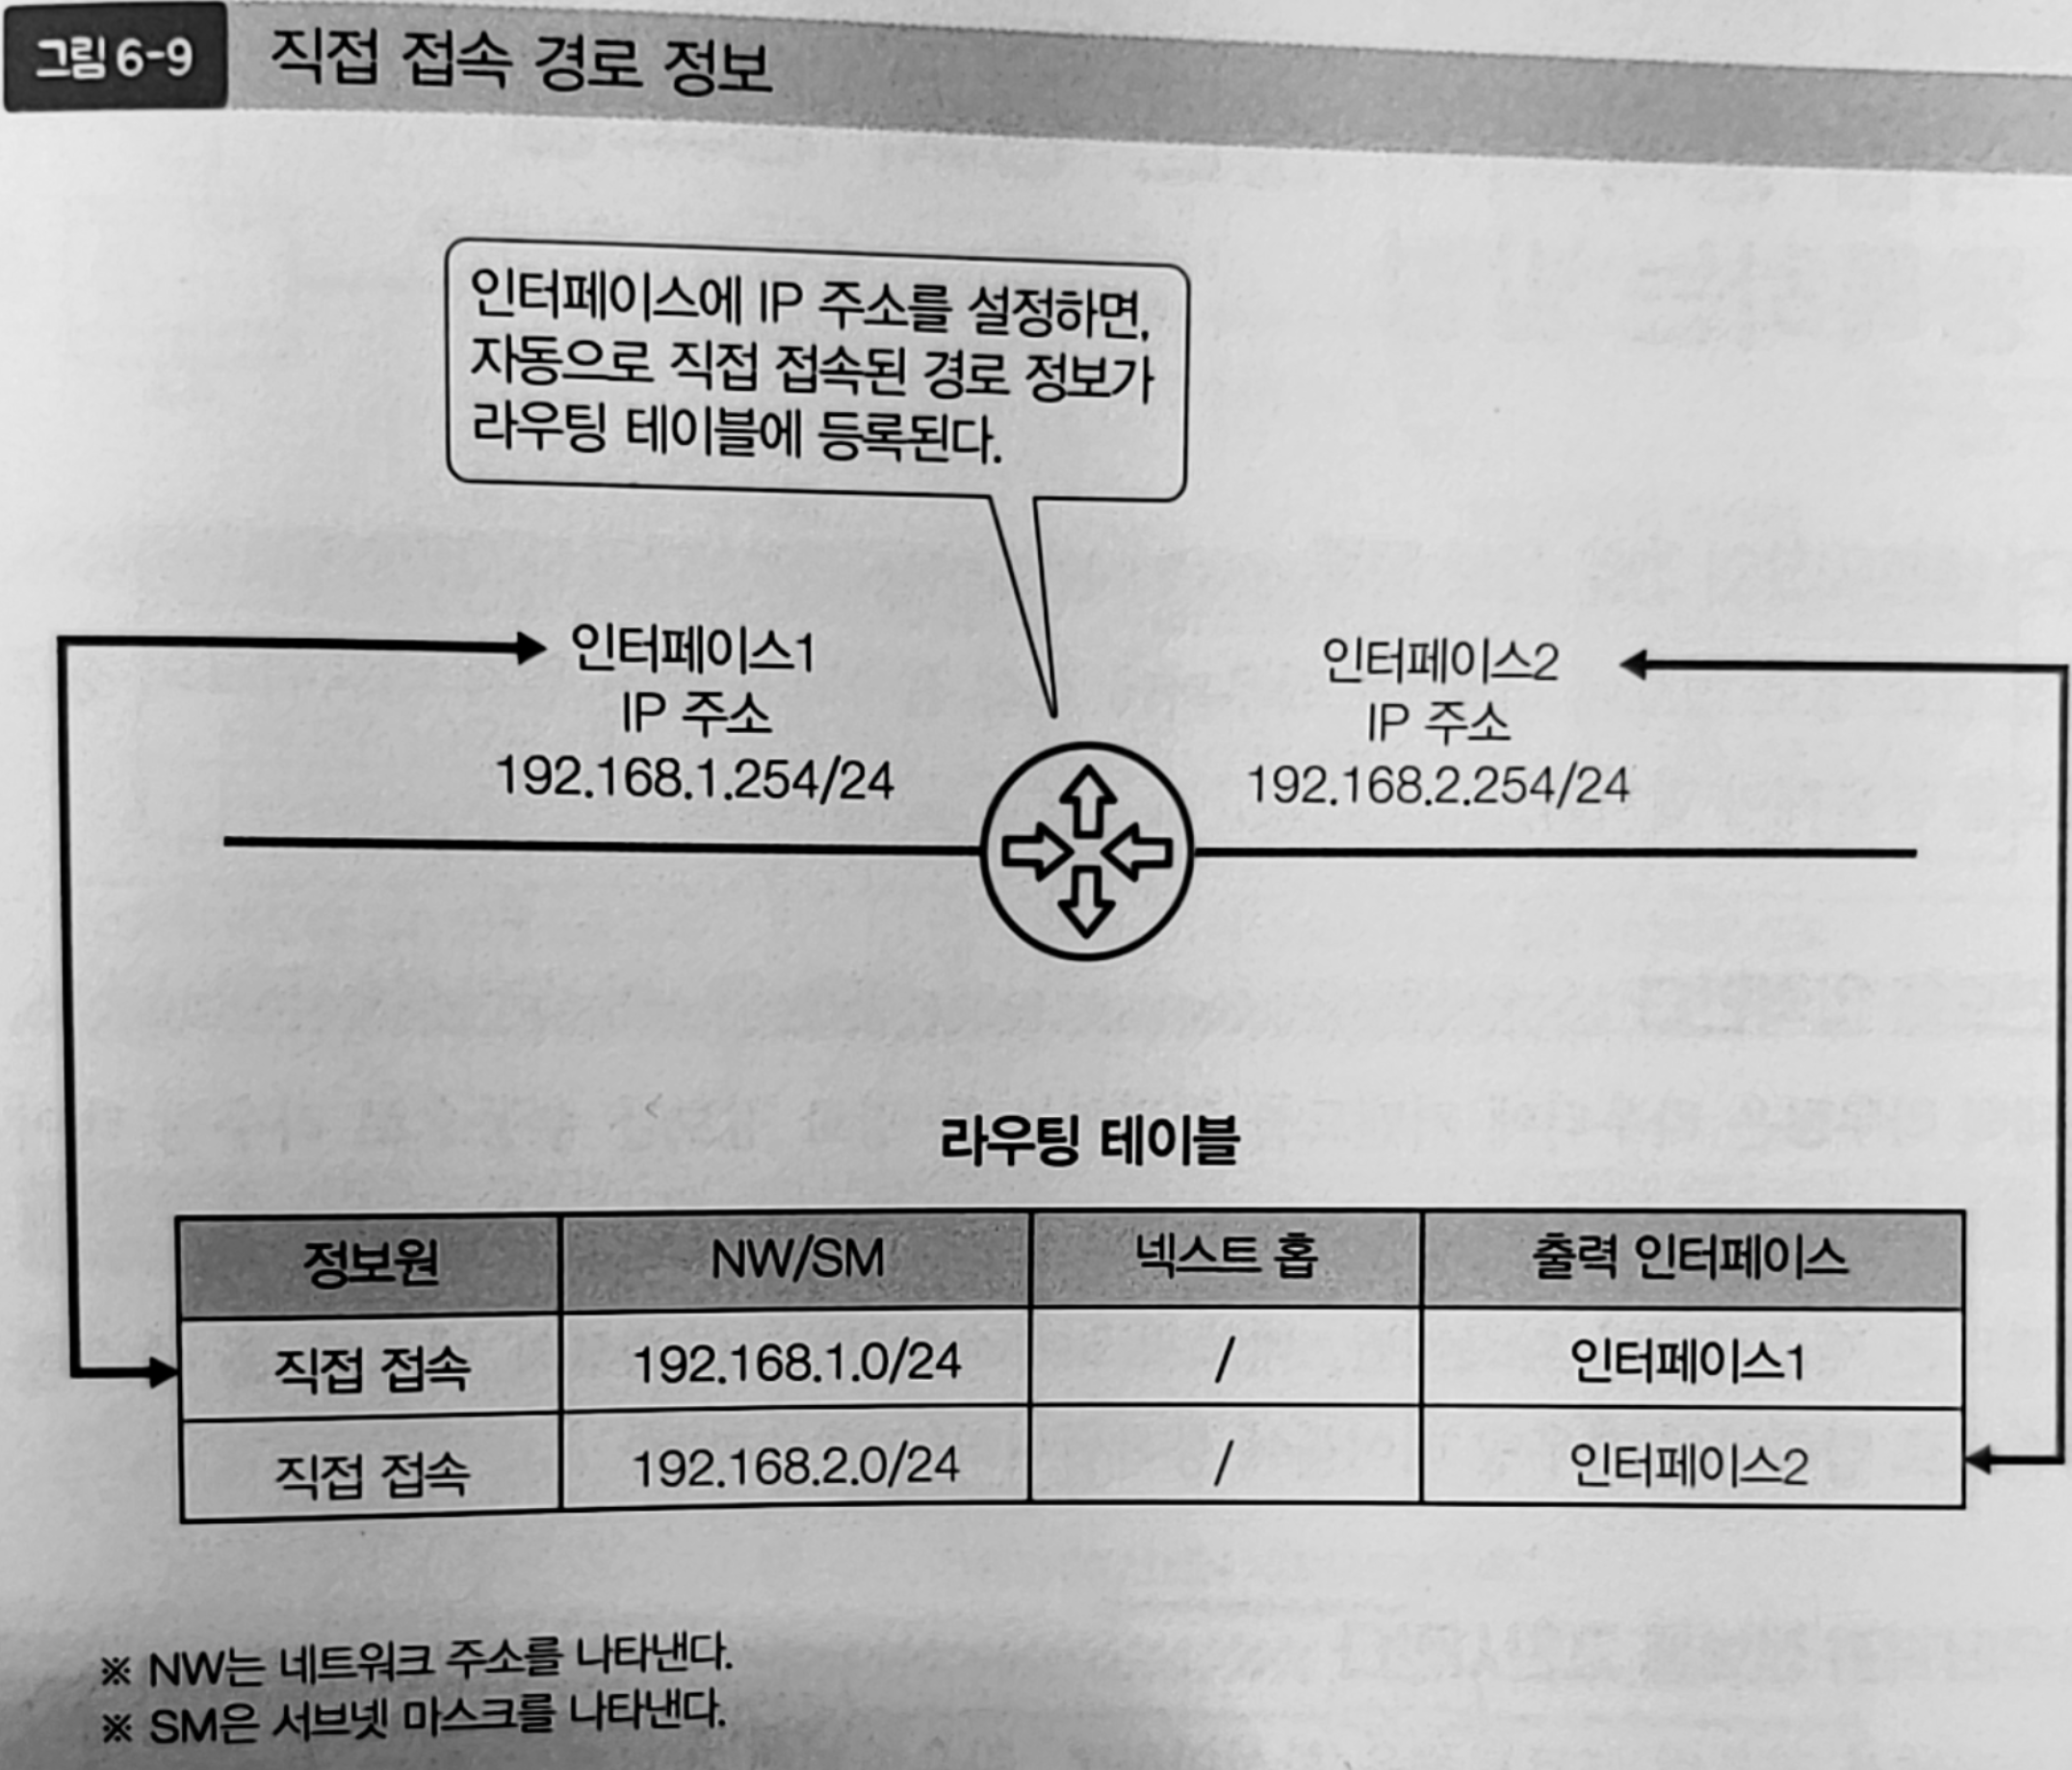 그림 6-9 직접 접속 경로 정보
인터페이스에 IP 주소를 설정하면,
자동으로 직접 접속된 경로 정보가
라우팅 테이블에 등록된다.
인터페이스1
IP 주소
192.168.1.254/24
인터페이스2
IP 주소
192.168.2.254/24
라우팅 테이블
정보원 NW/SM 넥스트 홉 출력 인터페이스
직접 접속 192.168.1.0/24 / 인터페이스1
직접 접속 192.168.2.0/24 / 인터페이스2
※ NW는 네트워크 주소를 나타낸다.
※ SM은 서브넷 마스크를 나타낸다.